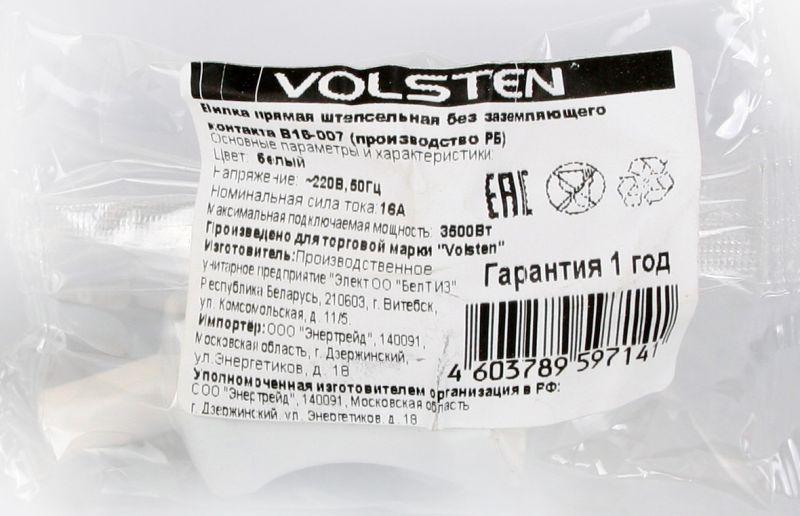 VOLSTEN
Вилка прямая штепсельная без заземляющего
контакта В16-007 (производство РБ)
Основные параметры и характеристики:
Цвет: белый
Напряжение: ~220В, 50Гц
Номинальная сила тока: 16А
Максимальная подключаемая мощность: 3500Вт
Произведено для торговой марки "Volsten"
Изготовитель: Производственное
унитарное предприятие "Элект ОО "БелТИЗ"
Республика Беларусь, 210603, г. Витебск,
ул. Комсомольская, д. 11/5.
Импортёр: ООО "Энертрейд", 140091,
Московская область, г. Дзержинский,
ул. Энергетиков, д. 18
Уполномоченная изготовителем организация в РФ:
ООО "Энертрейд", 140091, Московская область
г. Дзержинский, ул. Энергетиков, д. 18
EAC
Гарантия 1 год
4 603789 597141